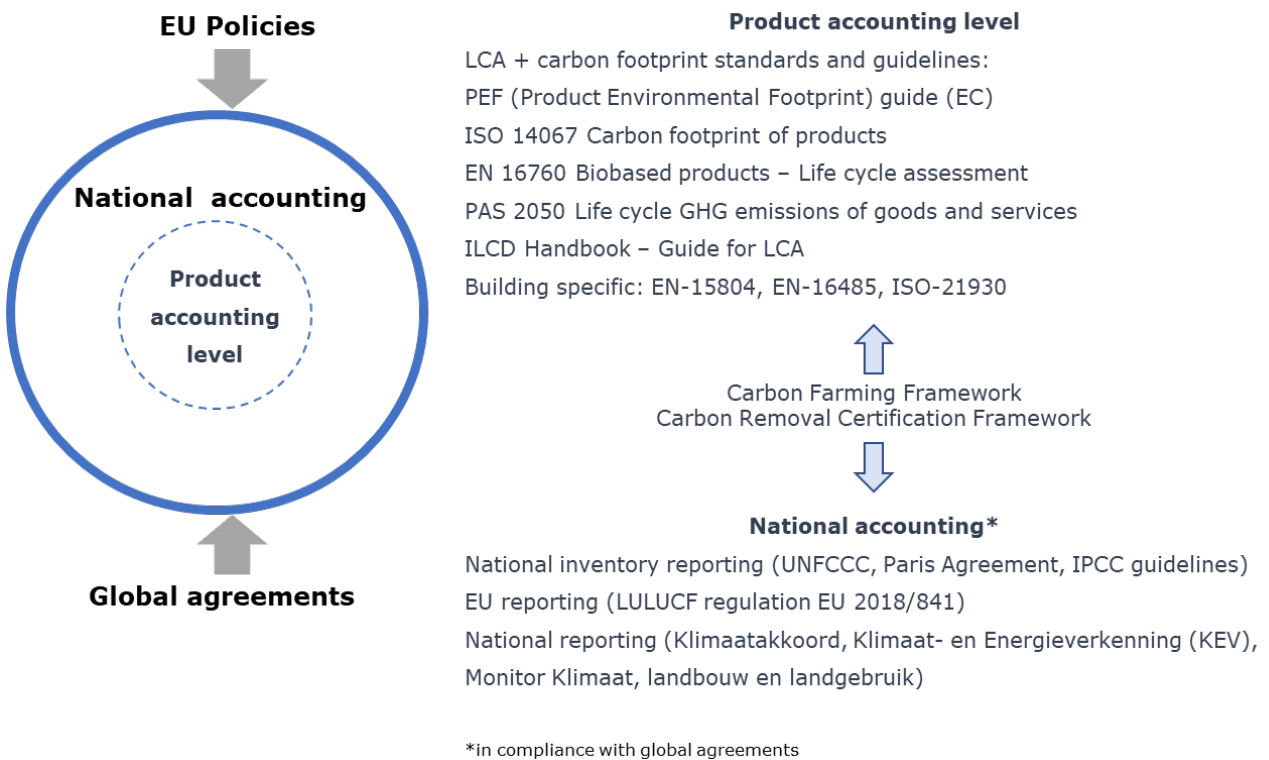 EU Policies
National accounting
Product
accounting
level
Global agreements
Product accounting level
LCA + carbon footprint standards and guidelines:
PEF (Product Environmental Footprint) guide (EC)
ISO 14067 Carbon footprint of products
EN 16760 Biobased products – Life cycle assessment
PAS 2050 Life cycle GHG emissions of goods and services
ILCD Handbook – Guide for LCA
Building specific: EN-15804, EN-16485, ISO-21930
Carbon Farming Framework
Carbon Removal Certification Framework
National accounting*
National inventory reporting (UNFCCC, Paris Agreement, IPCC guidelines)
EU reporting (LULUCF regulation EU 2018/841)
National reporting (Klimaatakkoord, Klimaat- en Energieverkenning (KEV),
Monitor Klimaat, landbouw en landgebruik)
*in compliance with global agreements